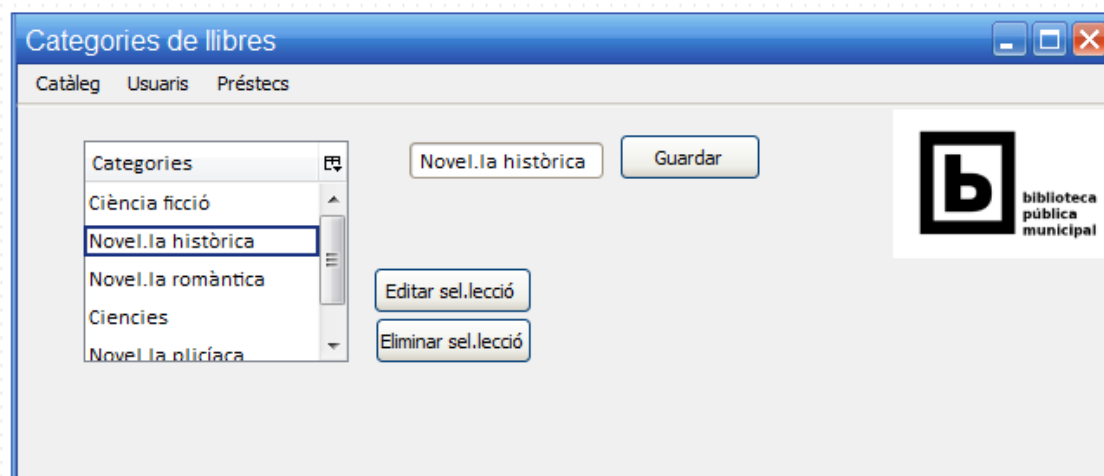 Categories de llibres
Catàleg Usuaris Préstecs
Categories
Ciència ficció
Novel.la històrica
Novel.la romàntica
Ciencies
Novel.la plicíaca
Novel.la històrica
Guardar
Editar sel.lecció
Eliminar sel.lecció
b
biblioteca
pública
municipal